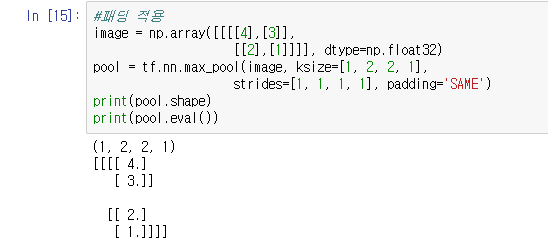 In [15]: #패딩 적용
image = np.array([[[[4],[3]],
[[2],[1]]]], dtype=np.float32)
pool = tf.nn.max_pool(image, ksize=[1, 2, 2, 1],
strides=[1, 1, 1, 1], padding='SAME')
print(pool.shape)
print(pool.eval())
(1, 2, 2, 1)
[[[[ 4.]
[ 3.]]
[[ 2.]
[ 1.]]]]